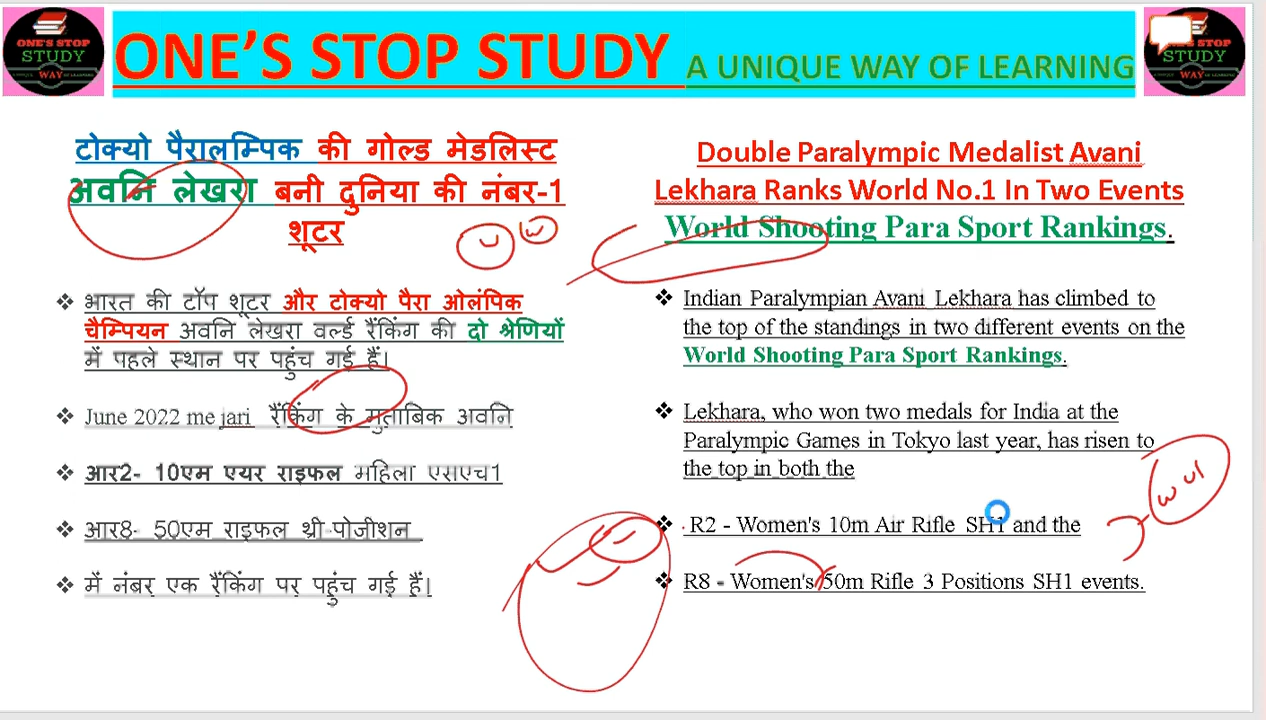 ONE'S STOP STUDY
WAY OF LEARNING
ONE'S STOP STUDY A UNIQUE WAY OF LEARNING
ONE'S STOP
STUDY
WAY OF LEARNING
टोक्यो पैरालम्पिक की गोल्ड मेडलिस्ट
अवनि लेखरा बनी दुनिया की नंबर-1
शूटर
भारत की टॉप शूटर और टोक्यो पैरा ओलंपिक
चैम्पियन अवनि लेखरा वर्ल्ड रैंकिंग की दो श्रेणियों
में पहले स्थान पर पहुंच गई हैं।
June 2022 me jari रैंकिंग के मुताबिक अवनि
आर2- 10एम एयर राइफल महिला एसएच1
आर8- 50एम राइफल थ्री-पोजीशन
में नंबर एक रैंकिंग पर पहुंच गई हैं।
Double Paralympic Medalist Avani
Lekhara Ranks World No.1 In Two Events
World Shooting Para Sport Rankings.
Indian Paralympian Avani Lekhara has climbed to
the top of the standings in two different events on the
World Shooting Para Sport Rankings.
Lekhara, who won two medals for India at the
Paralympic Games in Tokyo last year, has risen to
the top in both the
R2 - Women's 10m Air Rifle SH1 and the
R8 - Women's 50m Rifle 3 Positions SH1 events.